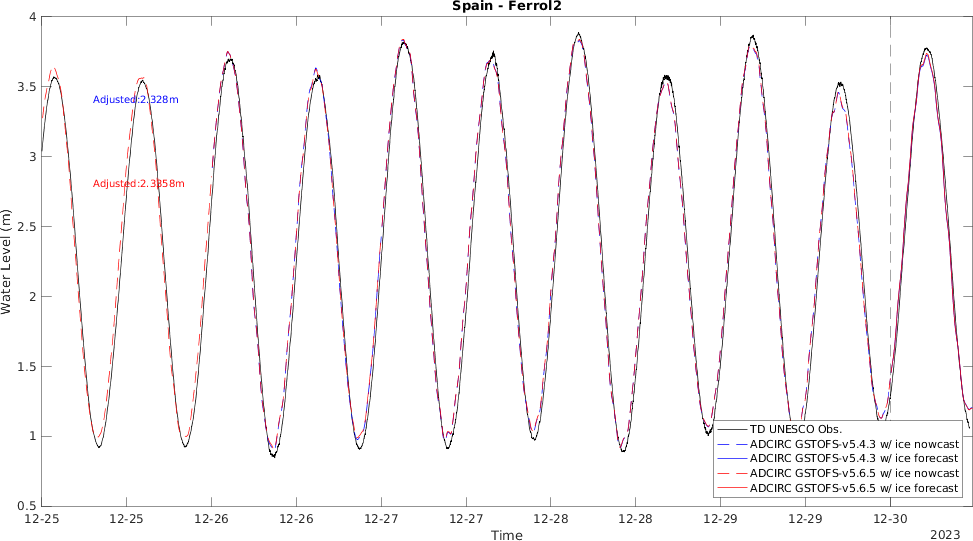 Spain - Ferrol2
4
3.5
3
2.5
2
1.5
1
0.5
Water Level (m)
Adjusted:2.328m
Adjusted:2.3358m
TD UNESCO Obs.
ADCIRC GSTOFS-v5.4.3 w/ ice nowcast
ADCIRC GSTOFS-v5.4.3 w/ ice forecast
ADCIRC GSTOFS-v5.6.5 w/ ice nowcast
ADCIRC GSTOFS-v5.6.5 w/ ice forecast
12-25 12-25 12-26 12-26 12-27 12-27 12-28 12-28 12-29 12-29 12-30
Time
2023